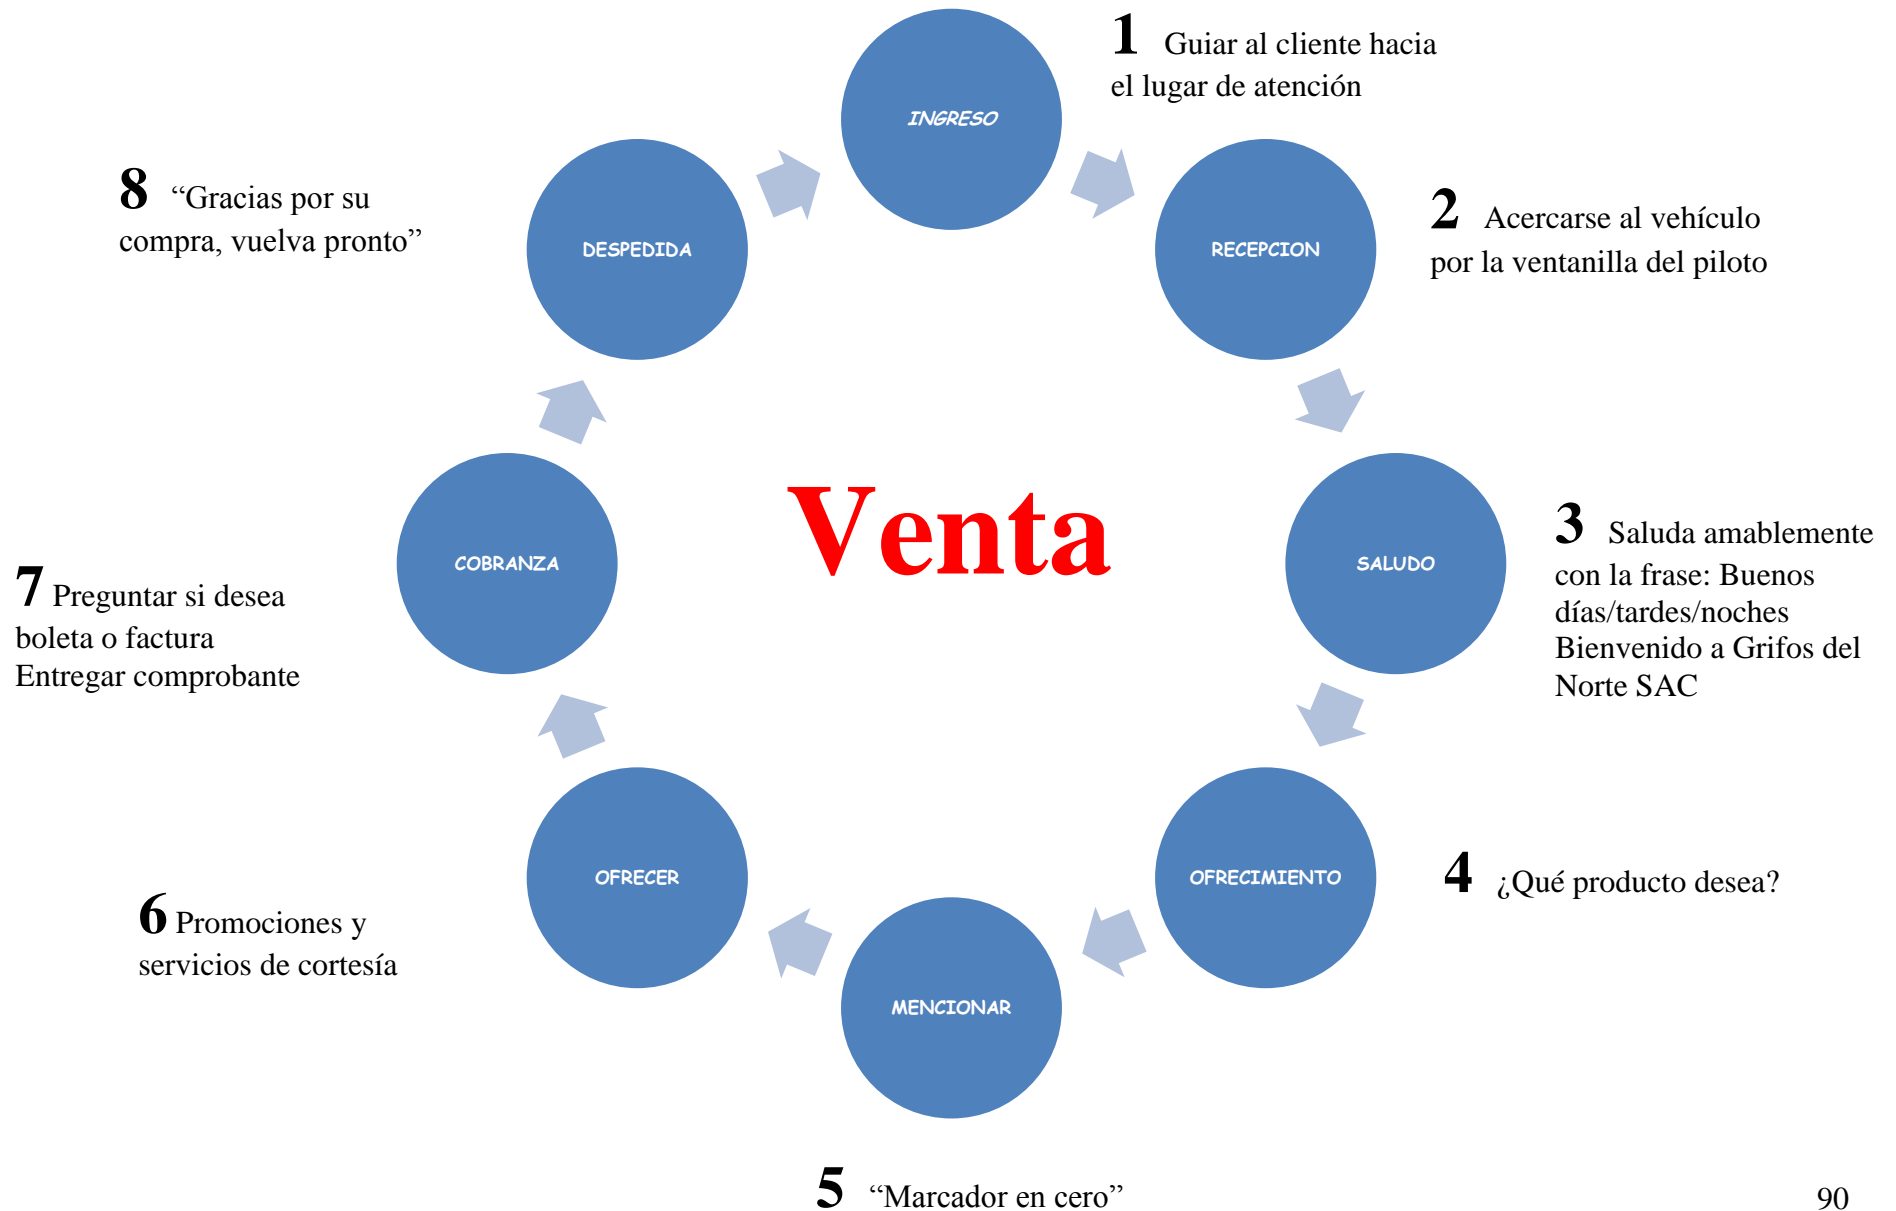 INGRESO
1 Guiar al cliente hacia
el lugar de atención
RECEPCION
2 Acercarse al vehículo
por la ventanilla del piloto
SALUDO
3 Saluda amablemente
con la frase: Buenos
días/tardes/noches
Bienvenido a Grifos del
Norte SAC
OFRECIMIENTO
4 ¿Qué producto desea?
MENCIONAR
5 “Marcador en cero”
OFRECER
6 Promociones y
servicios de cortesía
COBRANZA
7 Preguntar si desea
boleta o factura
Entregar comprobante
DESPEDIDA
8 “Gracias por su
compra, vuelva pronto”
Venta
90